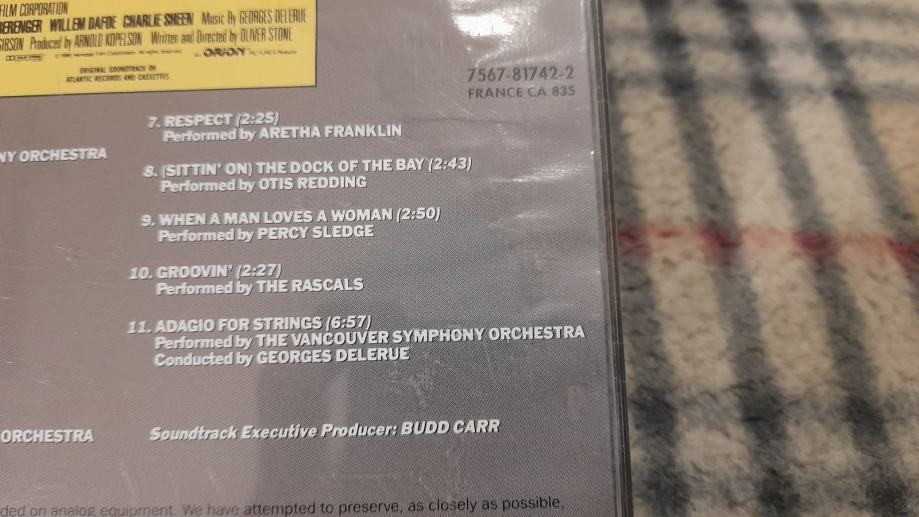 FILM CORPORATION
BERENGER WILLEM DAFOE CHARLIE SHEEN Music By GEORGES DELERUE
GIBSON Produced by ARNOLD KOPELSON Written and Directed by OLIVER STONE
ORION PICTURES Release
ORIGINAL SOUNDTRACK ON
ATLANTIC RECORDS AND CASSETTES
7567-81742-2
FRANCE CA 835
7. RESPECT (2:25)
Performed by ARETHA FRANKLIN
NY ORCHESTRA
8. (SITTIN' ON) THE DOCK OF THE BAY (2:43)
Performed by OTIS REDDING
9. WHEN A MAN LOVES A WOMAN (2:50)
Performed by PERCY SLEDGE
10. GROOVIN' (2:27)
Performed by THE RASCALS
11. ADAGIO FOR STRINGS (6:57)
Performed by THE VANCOUVER SYMPHONY ORCHESTRA
Conducted by GEORGES DELERUE
ORCHESTRA
Soundtrack Executive Producer: BUDD CARR
ded on analog equipment. We have attempted to preserve, as closely as possible,